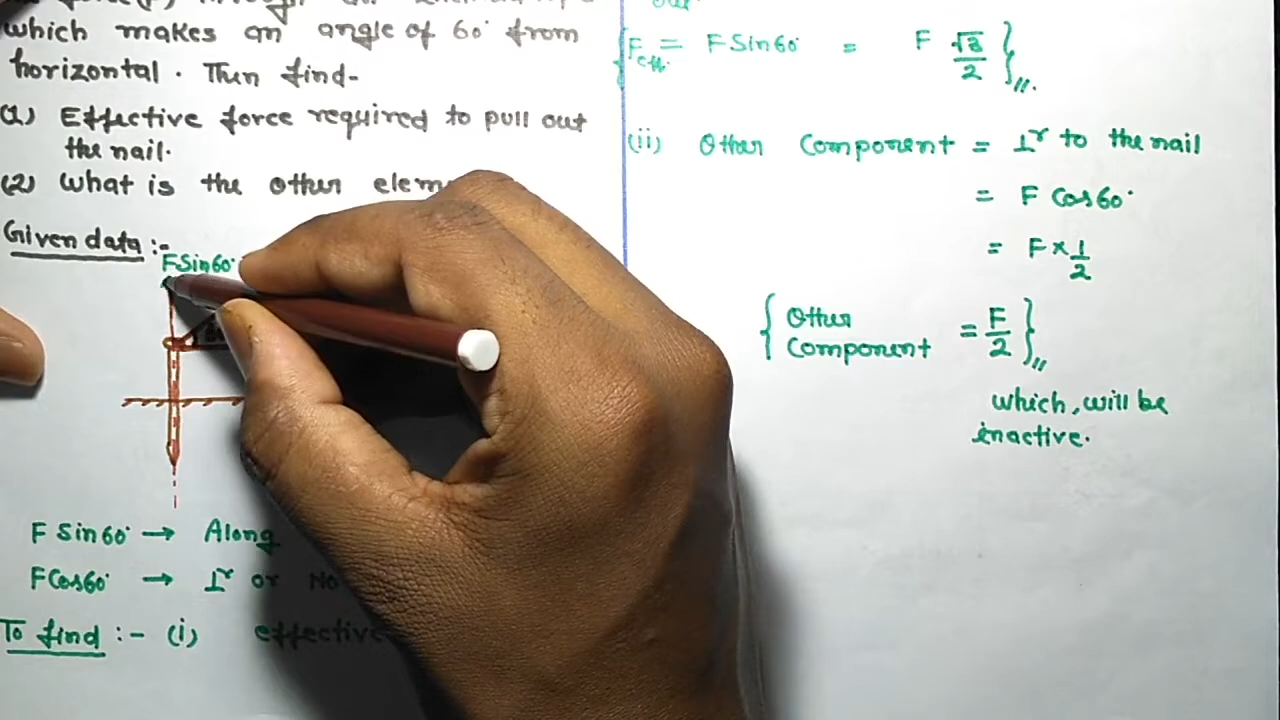 which makes an angle of 60° from
horizontal. Then find-
(1) Effective force required to pull out
the nail.
(2) What is the other
Given data :-
FSin60°
F Sin60° → Along
FCos60° → ⊥r or
To find :- (i) effective
Feff. = FSin60° = F √3/2 //.
(ii) Other Component = ⊥r to the nail
= F Cos60°
= F × 1/2
{ Other Component = F/2 } //
which, will be
inactive.